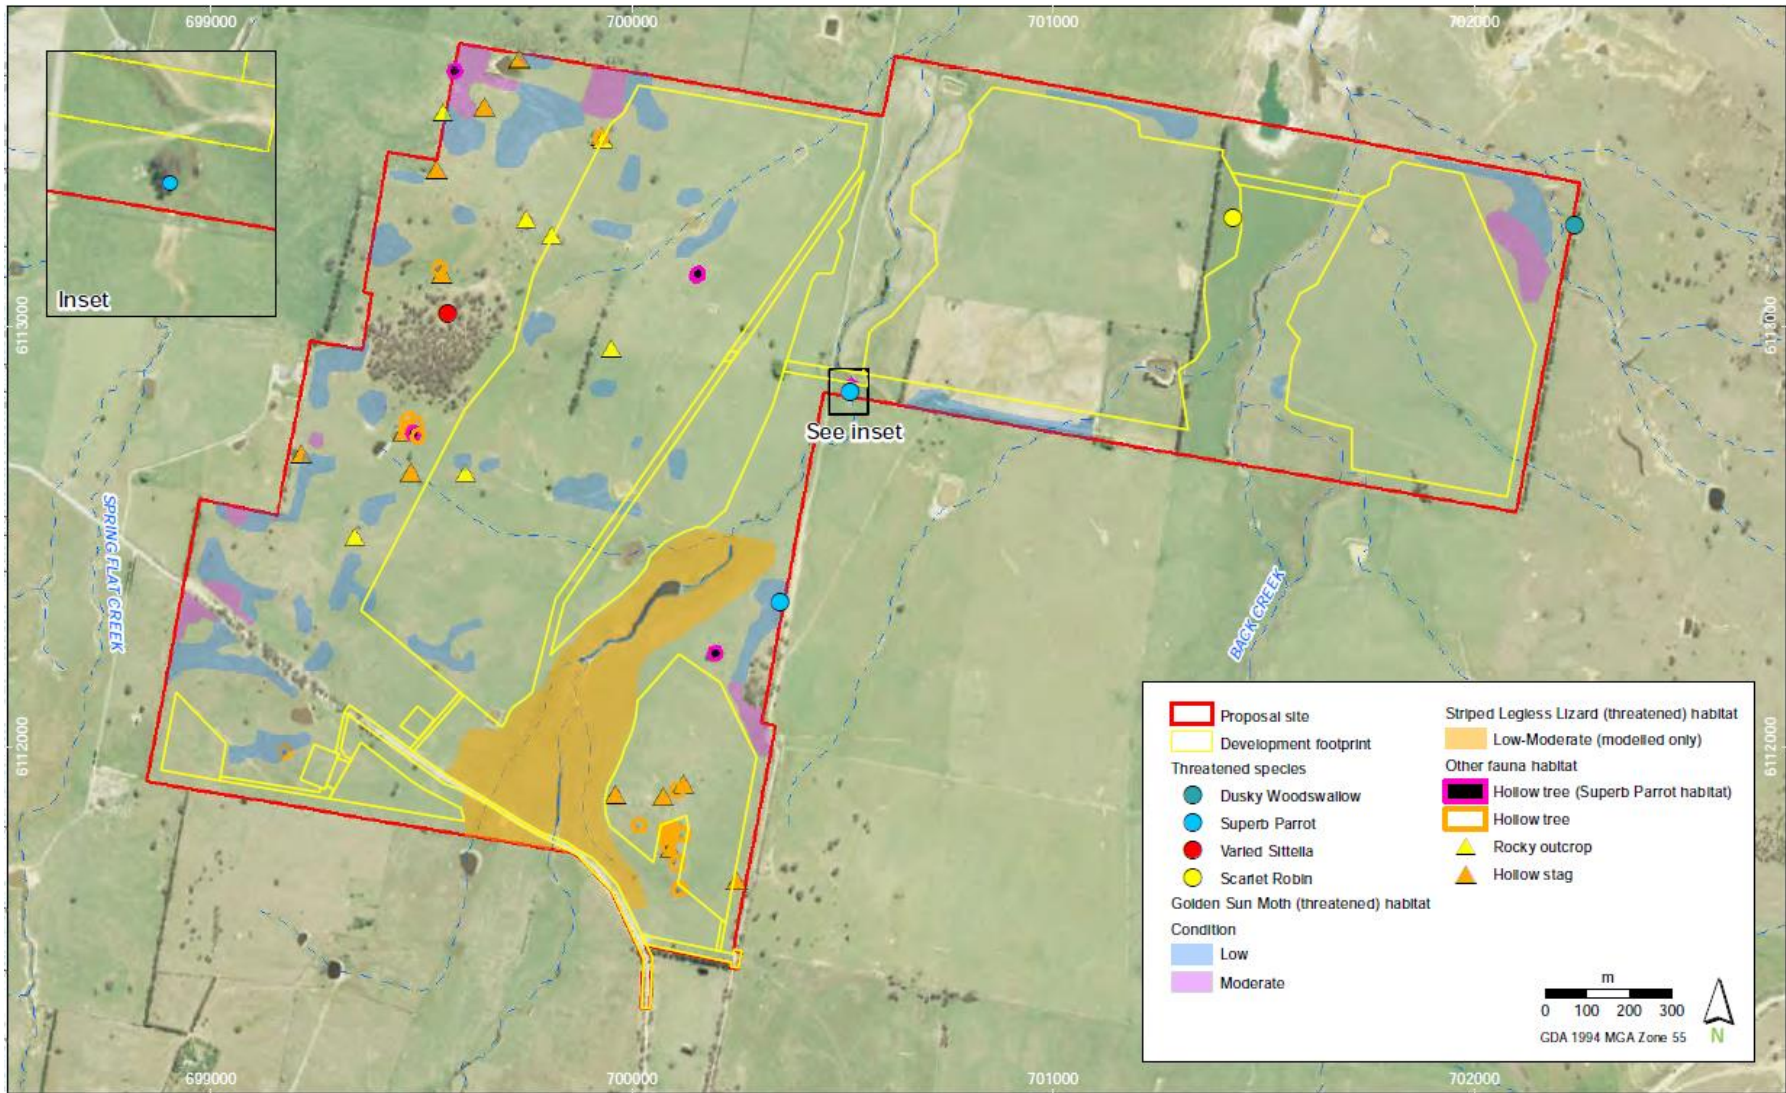 699000
700000
701000
702000
Inset
6113000
6113000
See inset
SPRING FLAT CREEK
BACK CREEK
6112000
6112000
Proposal site
Development footprint
Threatened species
Dusky Woodswallow
Superb Parrot
Varied Sittella
Scarlet Robin
Golden Sun Moth (threatened) habitat
Condition
Low
Moderate
Striped Legless Lizard (threatened) habitat
Low-Moderate (modelled only)
Other fauna habitat
Hollow tree (Superb Parrot habitat)
Hollow tree
Rocky outcrop
Hollow stag
m
0 100 200 300
GDA 1994 MGA Zone 55
N
699000
700000
701000
702000